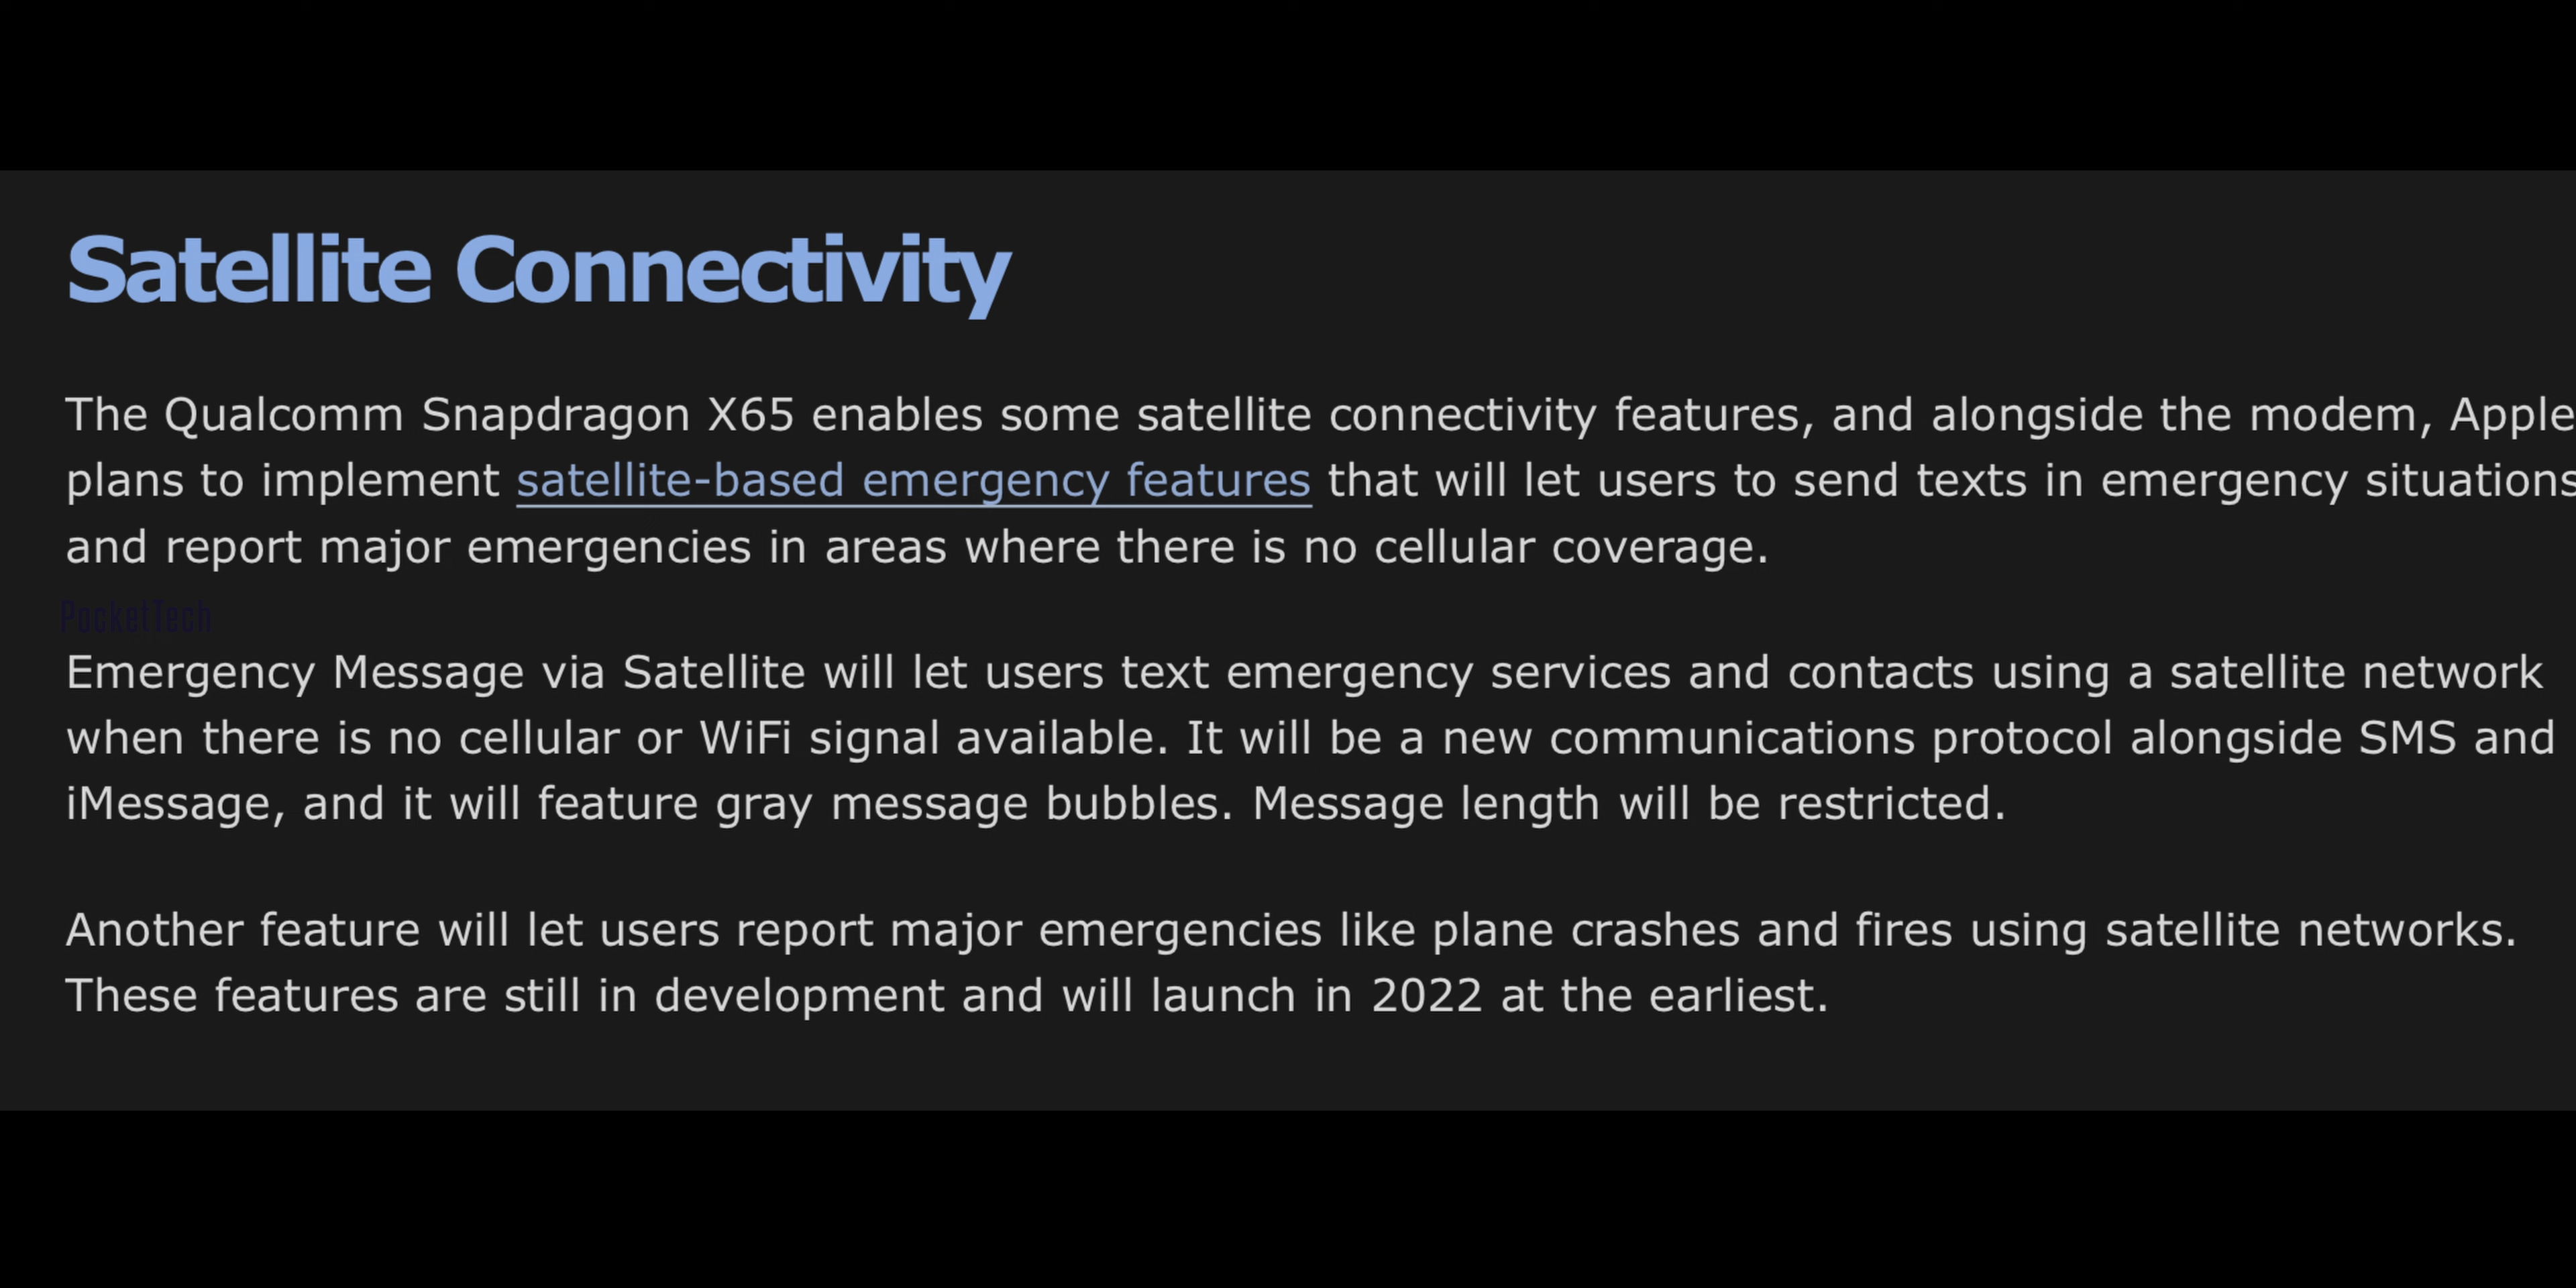 Satellite Connectivity
The Qualcomm Snapdragon X65 enables some satellite connectivity features, and alongside the modem, Apple
plans to implement satellite-based emergency features that will let users to send texts in emergency situations
and report major emergencies in areas where there is no cellular coverage.
PocketTech
Emergency Message via Satellite will let users text emergency services and contacts using a satellite network
when there is no cellular or WiFi signal available. It will be a new communications protocol alongside SMS and
iMessage, and it will feature gray message bubbles. Message length will be restricted.
Another feature will let users report major emergencies like plane crashes and fires using satellite networks.
These features are still in development and will launch in 2022 at the earliest.